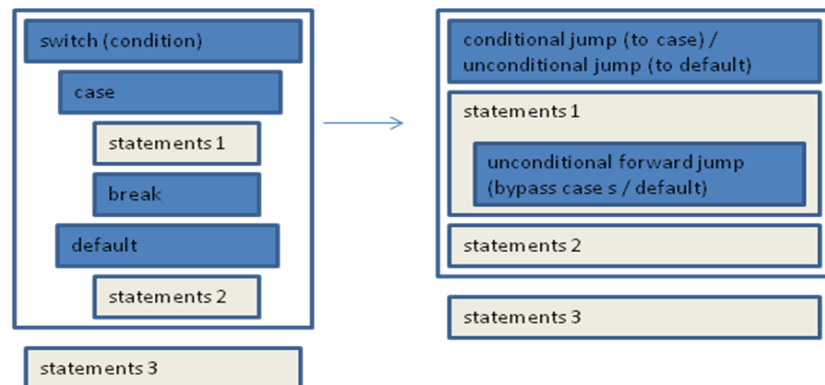 switch (condition)
case
statements 1
break
default
statements 2
statements 3
conditional jump (to case) /
unconditional jump (to default)
statements 1
unconditional forward jump
(bypass case s / default)
statements 2
statements 3